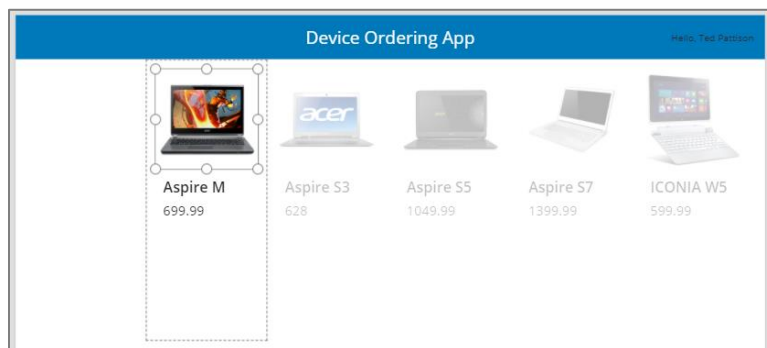 Device Ordering App
Hello, Ted Pattison
acer
Aspire M
Aspire S3
Aspire S5
Aspire S7
ICONIA W5
699.99
628
1049.99
1399.99
599.99